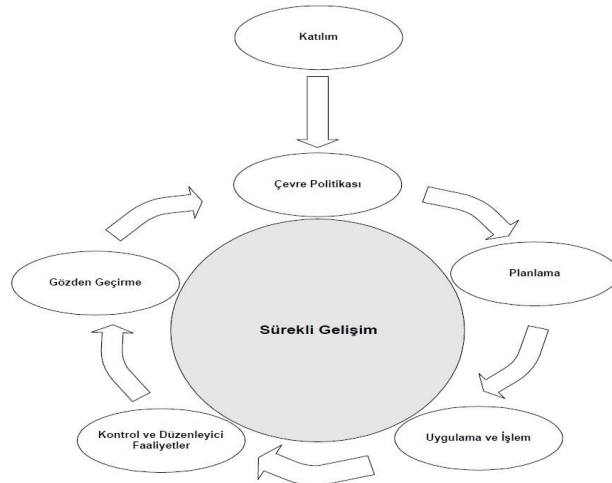 Katılım
Çevre Politikası
Planlama
Gözden Geçirme
Sürekli Gelişim
Kontrol ve Düzenleyici
Faaliyetler
Uygulama ve İşlem